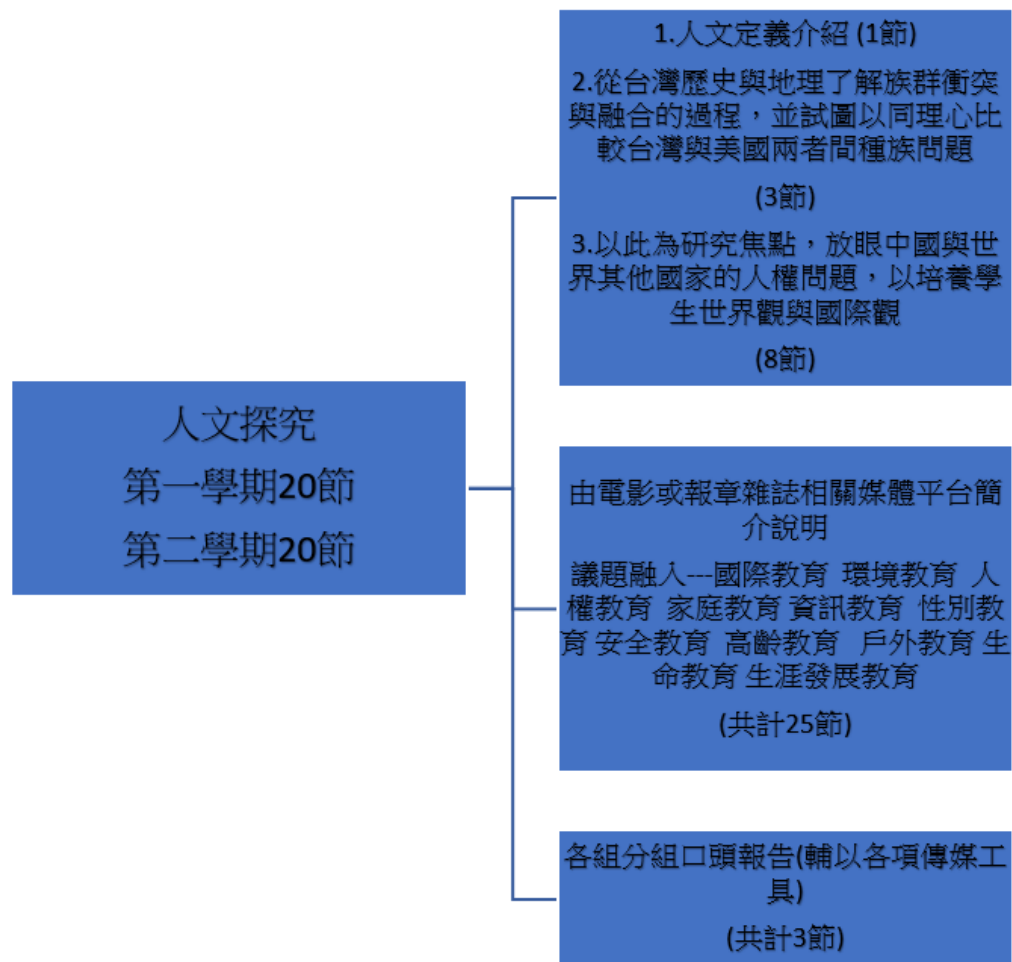 人文探究
第一學期20節
第二學期20節
1.人文定義介紹 (1節)
2.從台灣歷史與地理了解族群衝突
與融合的過程，並試圖以同理心比
較台灣與美國兩者間種族問題
(3節)
3.以此為研究焦點，放眼中國與世
界其他國家的人權問題，以培養學
生世界觀與國際觀
(8節)
由電影或報章雜誌相關媒體平台簡
介說明
議題融入---國際教育 環境教育 人
權教育 家庭教育 資訊教育 性別教
育 安全教育 高齡教育 戶外教育 生
命教育 生涯發展教育
(共計25節)
各組分組口頭報告(輔以各項傳媒工
具)
(共計3節)